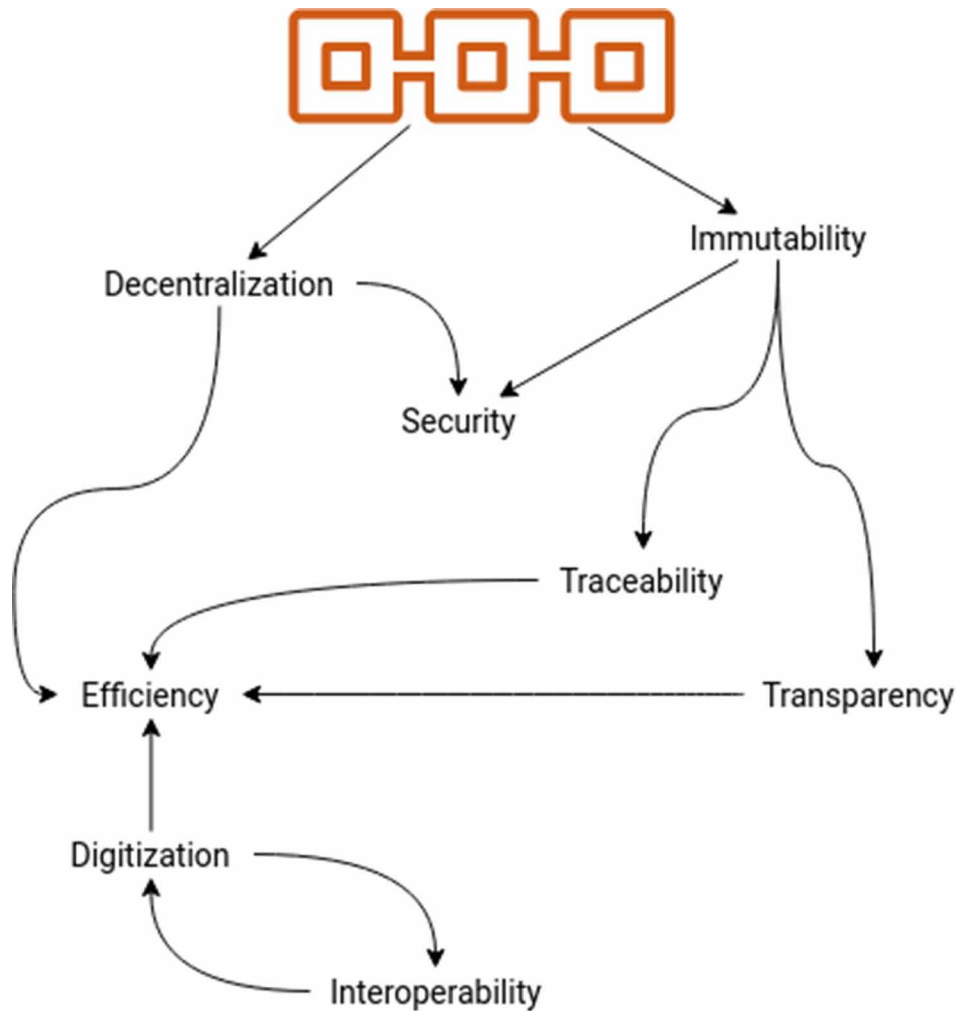 Immutability
Decentralization
Security
Traceability
Efficiency
Transparency
Digitization
Interoperability